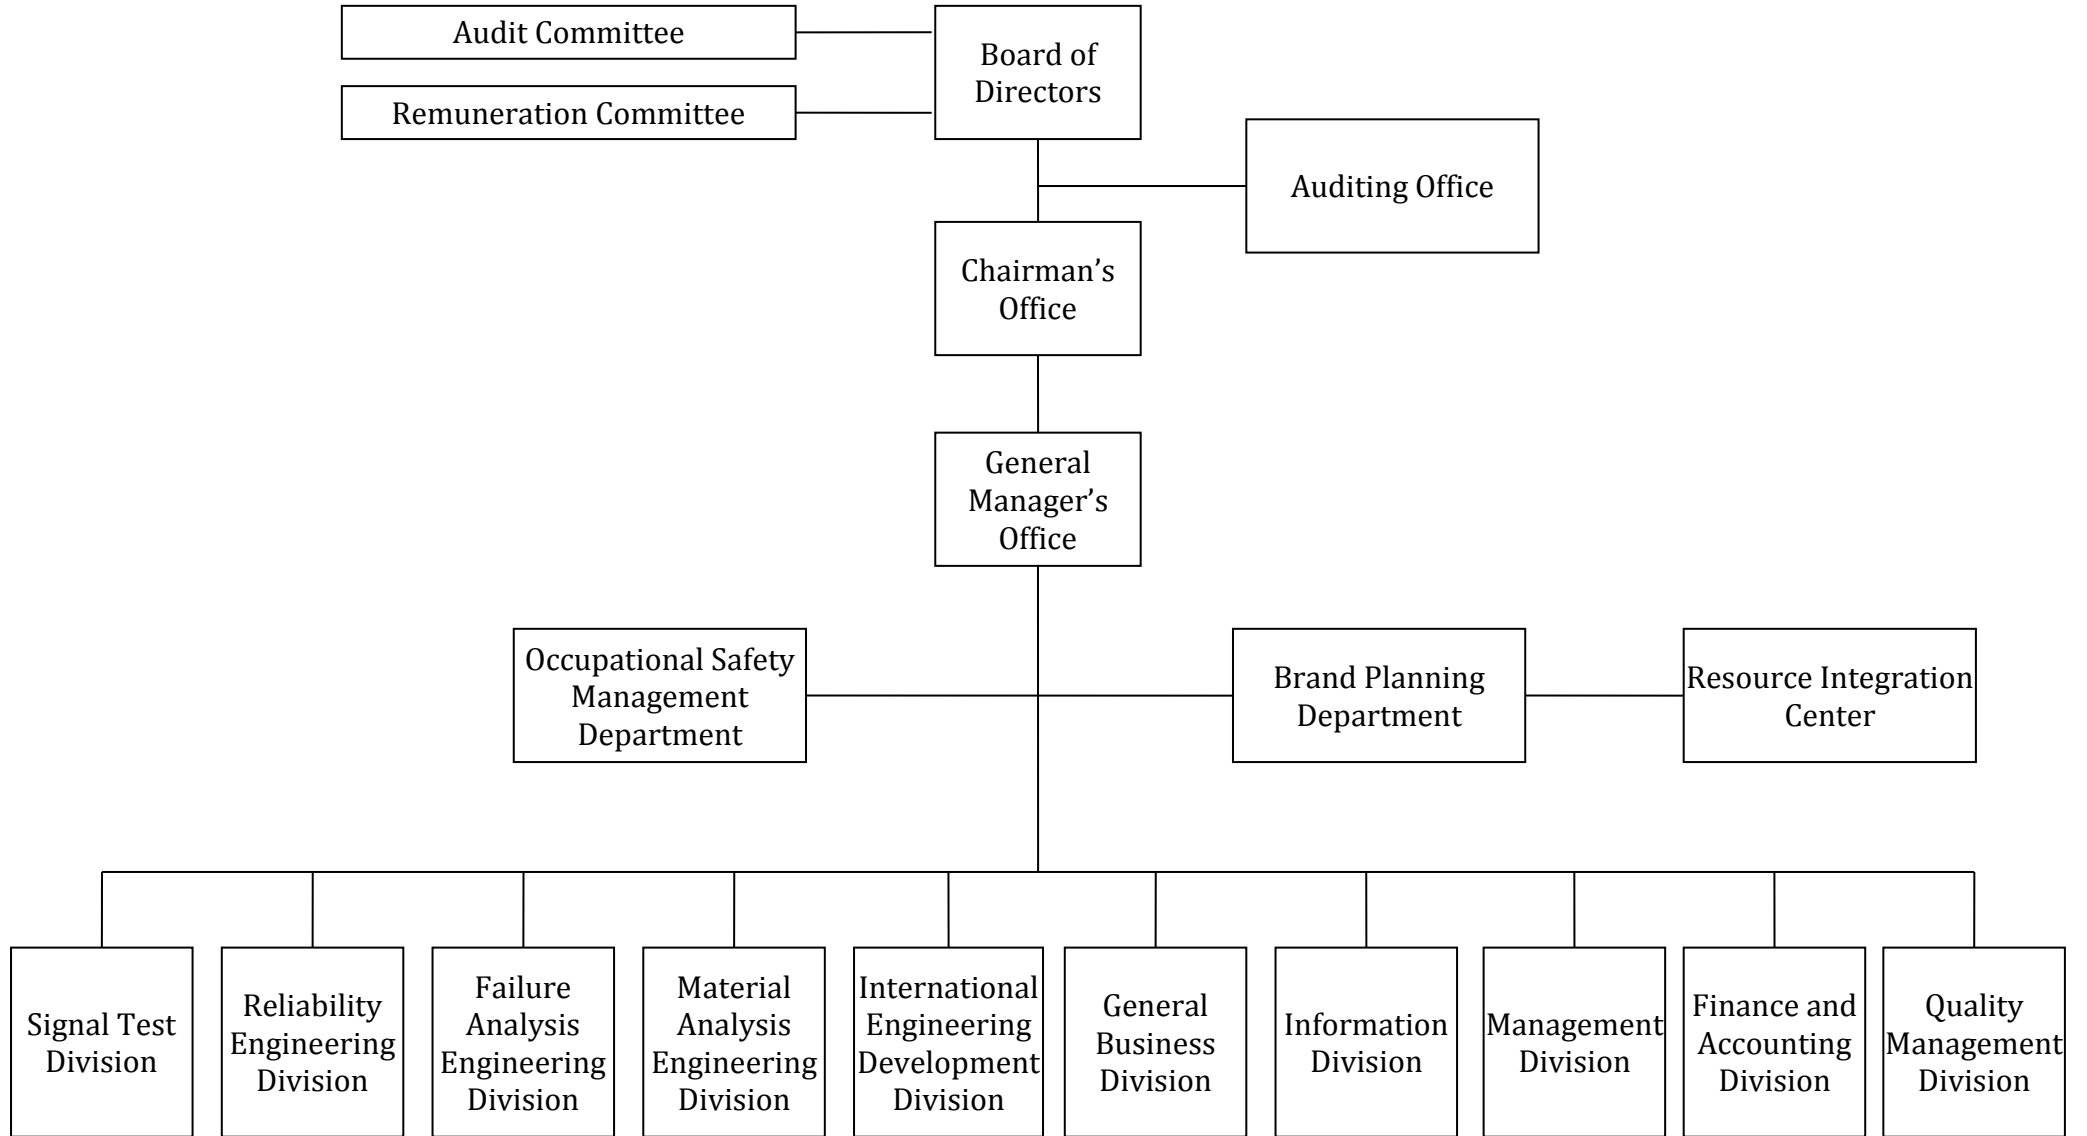 Audit Committee
Remuneration Committee
Board of
Directors
Auditing Office
Chairman’s
Office
General
Manager’s
Office
Occupational Safety
Management
Department
Brand Planning
Department
Resource Integration
Center
Signal Test
Division
Reliability
Engineering
Division
Failure
Analysis
Engineering
Division
Material
Analysis
Engineering
Division
International
Engineering
Development
Division
General
Business
Division
Information
Division
Management
Division
Finance and
Accounting
Division
Quality
Management
Division